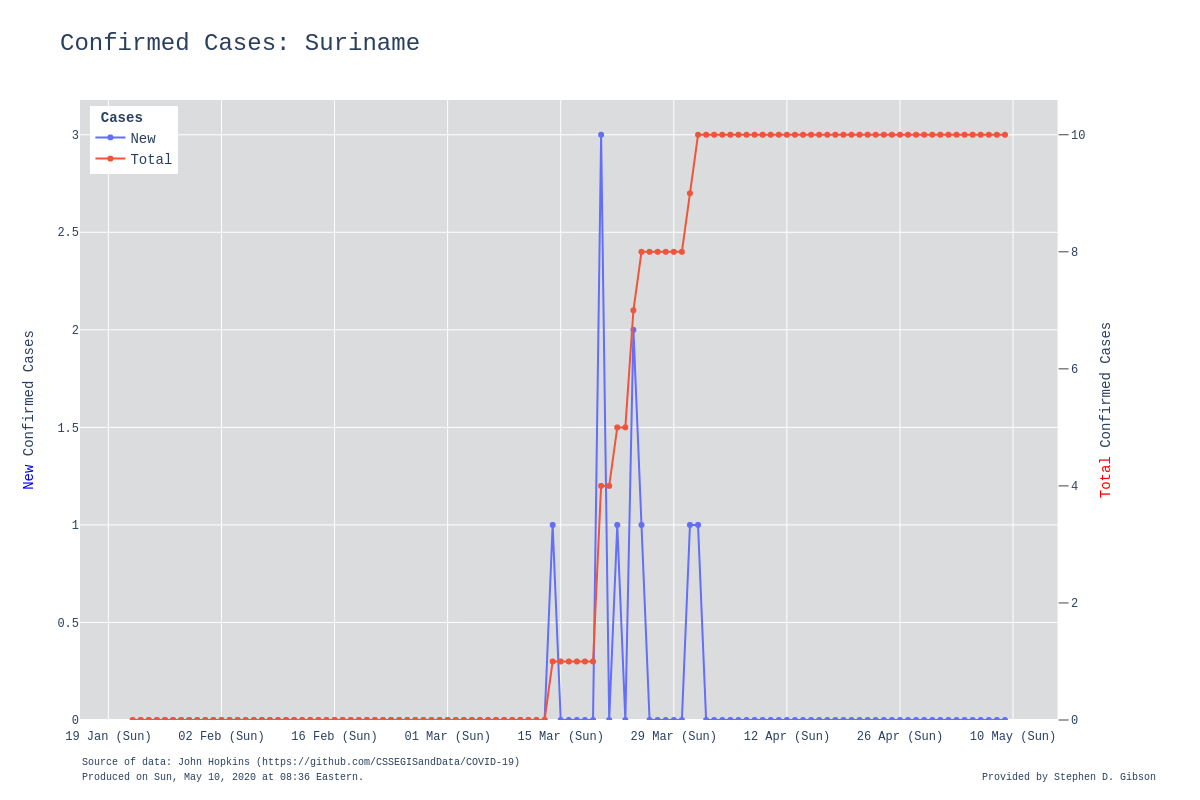 Confirmed Cases: Suriname
Cases
New
Total
3
2.5
2
1.5
1
0.5
0
10
8
6
4
2
0
New Confirmed Cases
Total Confirmed Cases
19 Jan (Sun) 02 Feb (Sun) 16 Feb (Sun) 01 Mar (Sun) 15 Mar (Sun) 29 Mar (Sun) 12 Apr (Sun) 26 Apr (Sun) 10 May (Sun)
Source of data: John Hopkins (https://github.com/CSSEGISandData/COVID-19)
Produced on Sun, May 10, 2020 at 08:36 Eastern.
Provided by Stephen D. Gibson